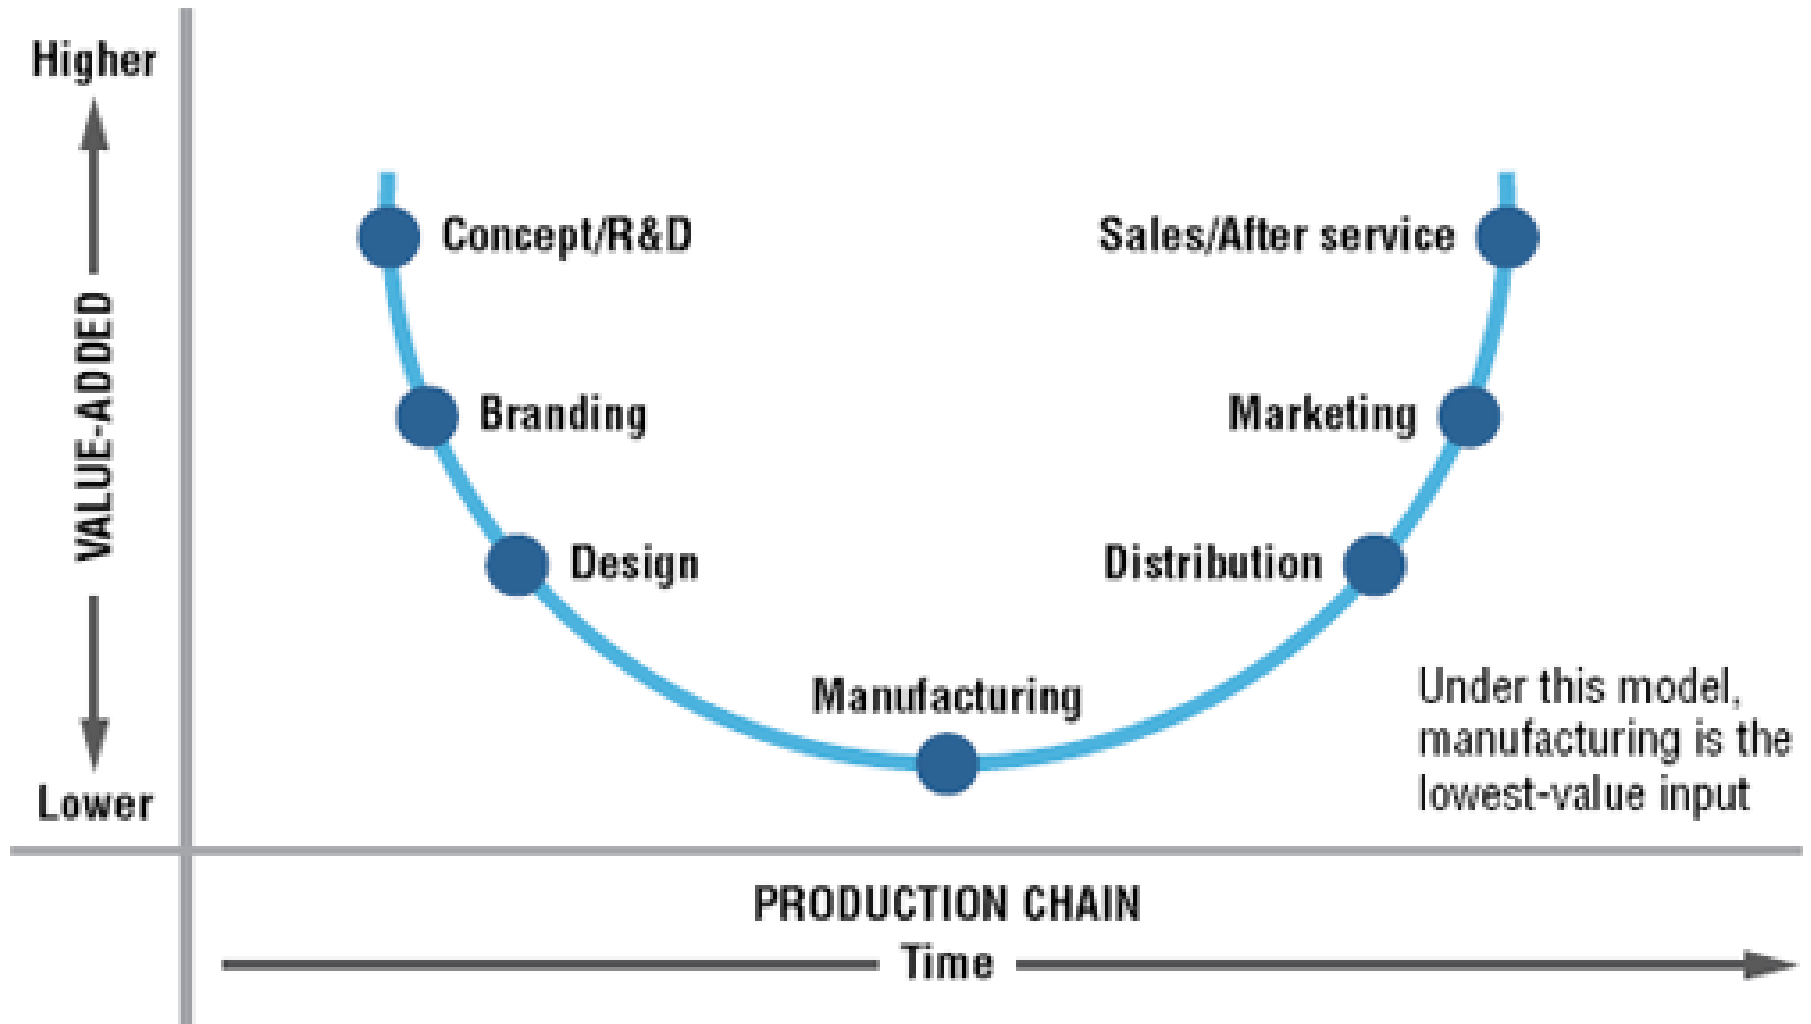 Higher
VALUE-ADDED
Lower
Concept/R&D
Branding
Design
Manufacturing
Sales/After service
Marketing
Distribution
Under this model,
manufacturing is the
lowest-value input
PRODUCTION CHAIN
Time